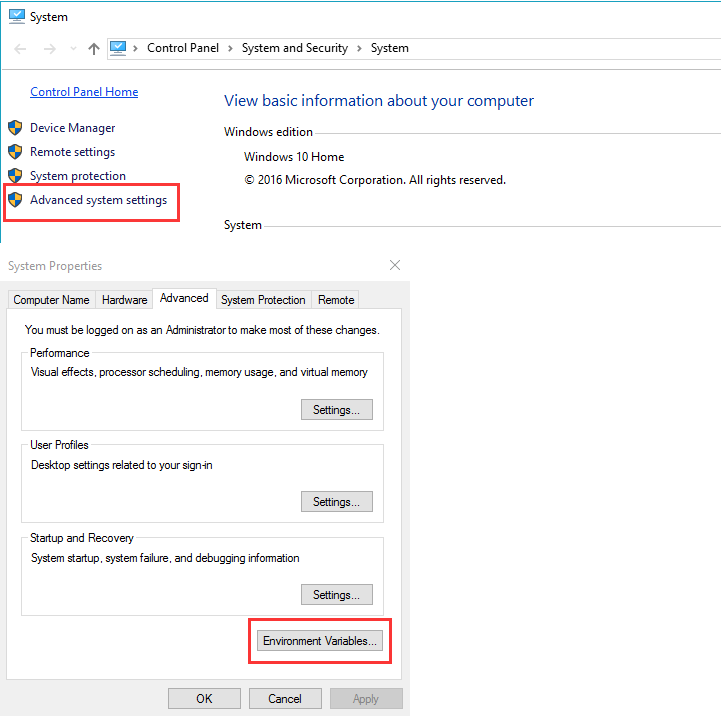 System
Control Panel > System and Security > System
Control Panel Home
Device Manager
Remote settings
System protection
Advanced system settings
View basic information about your computer
Windows edition
Windows 10 Home
© 2016 Microsoft Corporation. All rights reserved.
System
System Properties
Computer Name Hardware Advanced System Protection Remote
You must be logged on as an Administrator to make most of these changes.
Performance
Visual effects, processor scheduling, memory usage, and virtual memory
Settings...
User Profiles
Desktop settings related to your sign-in
Settings...
Startup and Recovery
System startup, system failure, and debugging information
Settings...
Environment Variables...
OK Cancel Apply